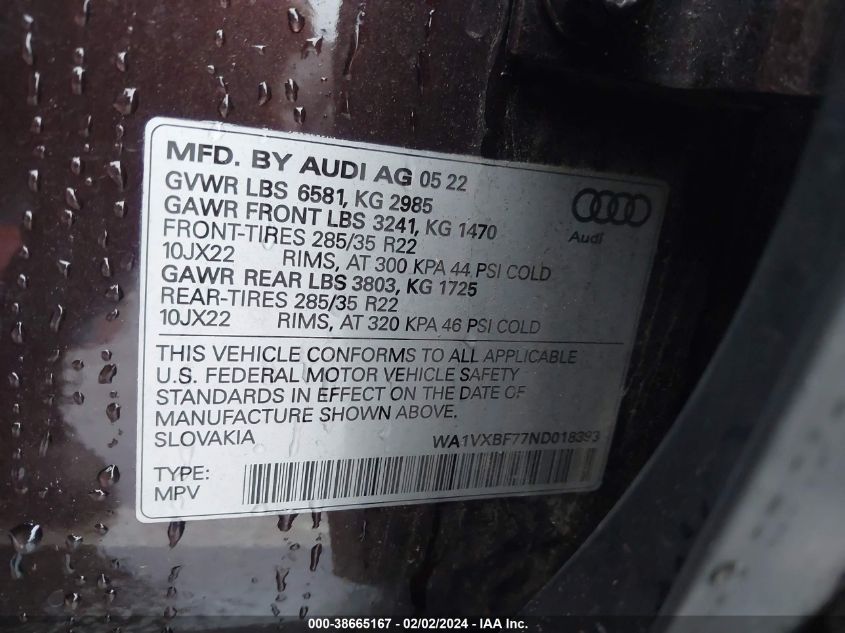 MFD. BY AUDI AG 05 22
GVWR LBS 6581, KG 2985
GAWR FRONT LBS 3241, KG 1470
FRONT-TIRES 285/35 R22
10JX22 RIMS, AT 300 KPA 44 PSI COLD
GAWR REAR LBS 3803, KG 1725
REAR-TIRES 285/35 R22
10JX22 RIMS, AT 320 KPA 46 PSI COLD
Audi
THIS VEHICLE CONFORMS TO ALL APPLICABLE
U.S. FEDERAL MOTOR VEHICLE SAFETY
STANDARDS IN EFFECT ON THE DATE OF
MANUFACTURE SHOWN ABOVE.
SLOVAKIA WA1VXBF77ND018393
TYPE:
MPV
000-38665167 - 02/02/2024 - IAAI.COM